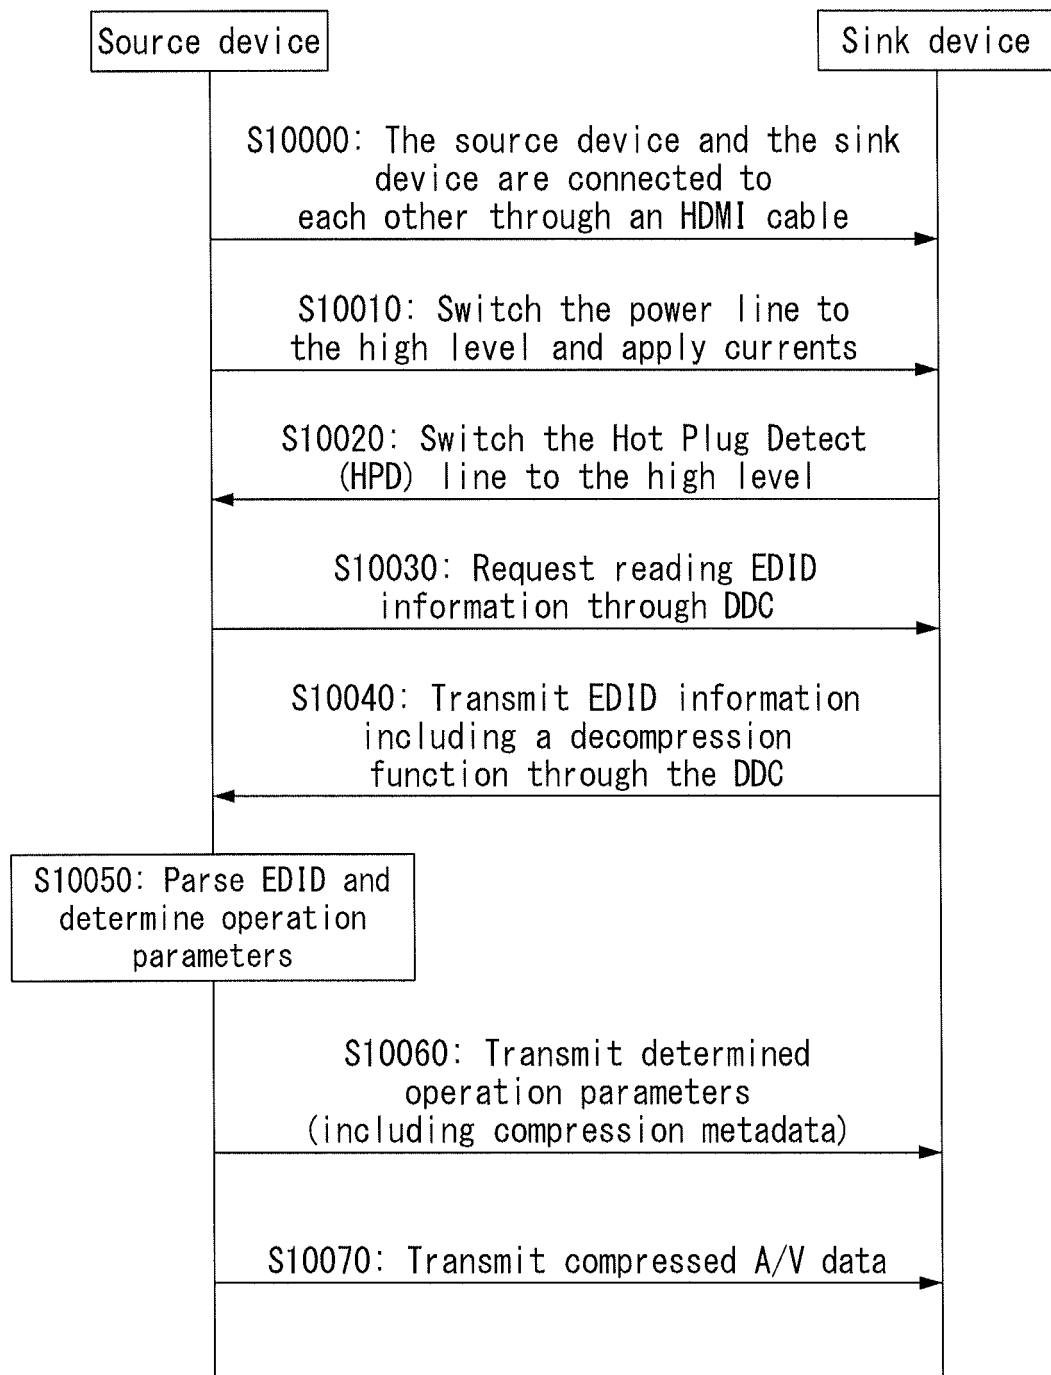 Source device
Sink device
S10000: The source device and the sink
device are connected to
each other through an HDMI cable
S10010: Switch the power line to
the high level and apply currents
S10020: Switch the Hot Plug Detect
(HPD) line to the high level
S10030: Request reading EDID
information through DDC
S10040: Transmit EDID information
including a decompression
function through the DDC
S10050: Parse EDID and
determine operation
parameters
S10060: Transmit determined
operation parameters
(including compression metadata)
S10070: Transmit compressed A/V data